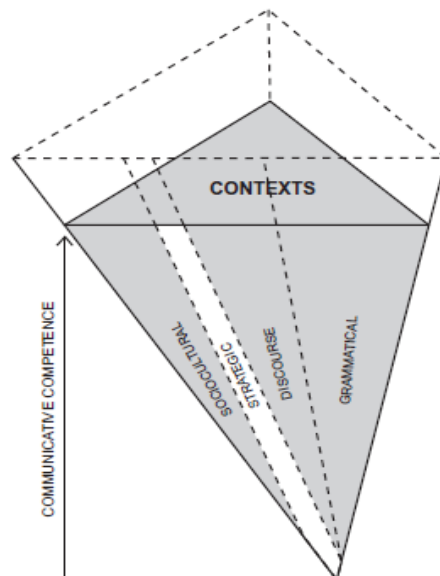 CONTEXTS
COMMUNICATIVE COMPETENCE
SOCIOCULTURAL
STRATEGIC
DISCOURSE
GRAMMATICAL